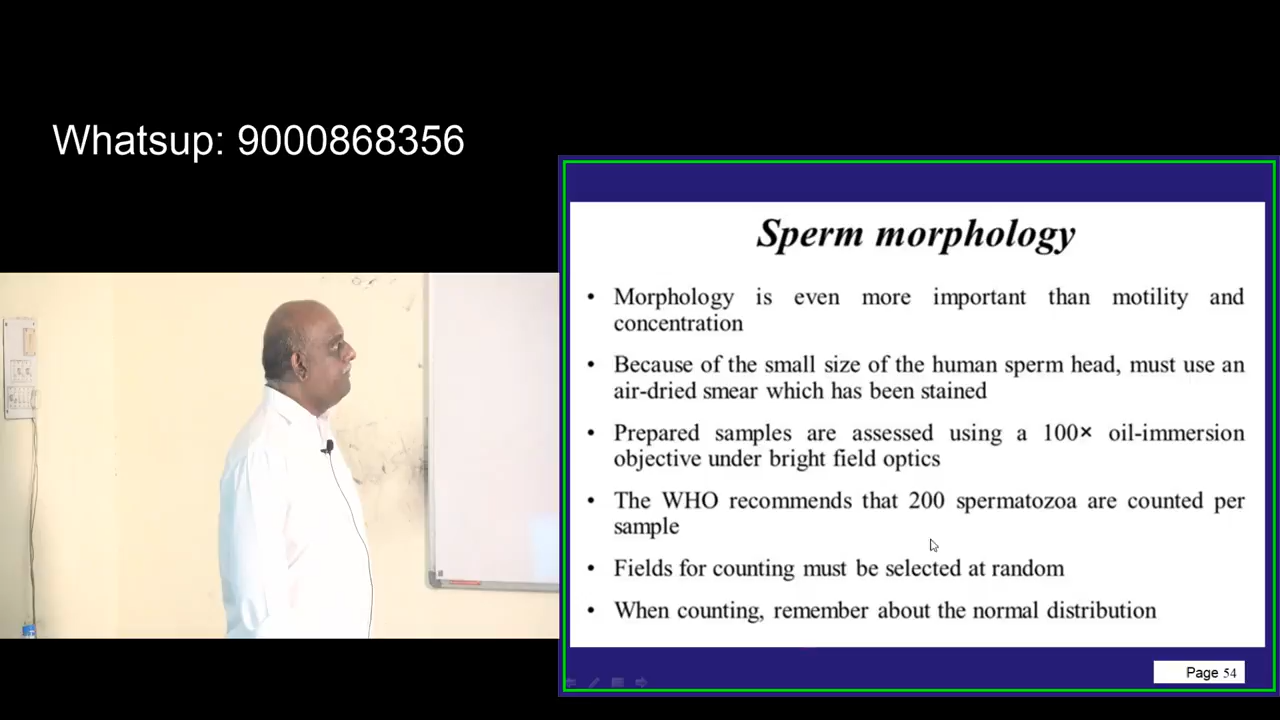 Whatsup: 9000868356
Sperm morphology
• Morphology is even more important than motility and
concentration
• Because of the small size of the human sperm head, must use an
air-dried smear which has been stained
• Prepared samples are assessed using a 100× oil-immersion
objective under bright field optics
• The WHO recommends that 200 spermatozoa are counted per
sample
• Fields for counting must be selected at random
• When counting, remember about the normal distribution
Page 54